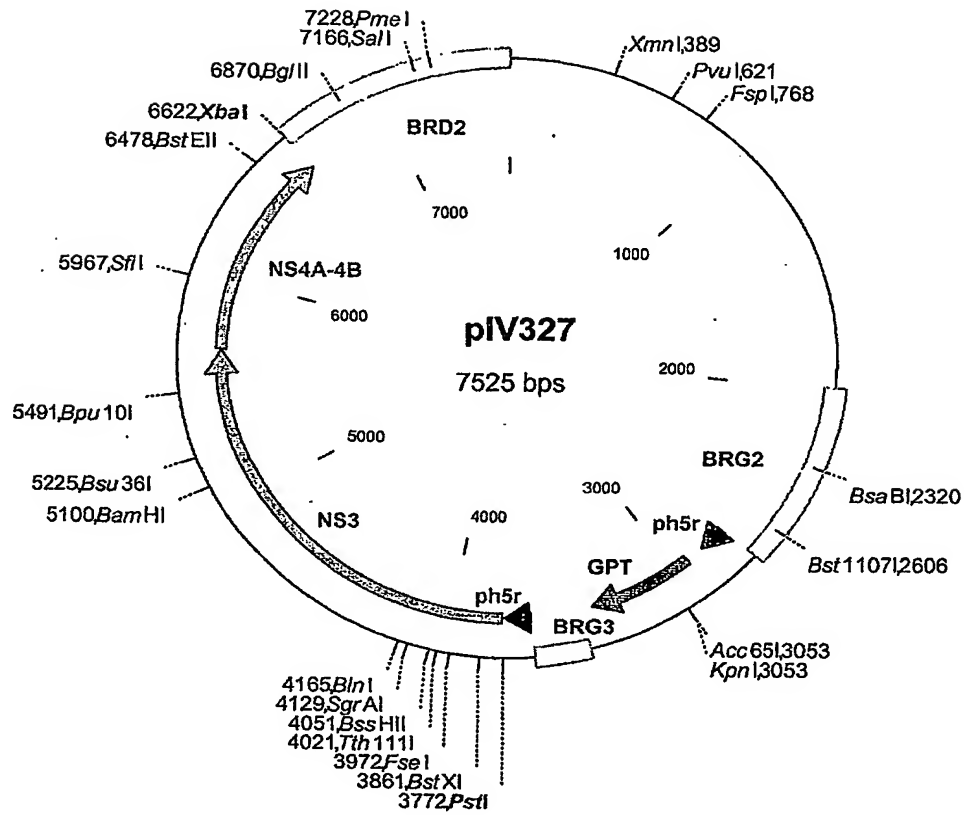 7228,PmeI
7166,SalI
6870,BglII
6622,XbaI
6478,BstEII
5967,SfiI
5491,Bpu10I
5225,Bsu36I
5100,BamHI
XmnI,389
PvuI,621
FspI,768
BRD2
7000
1000
NS4A-4B
6000
pIV327
7525 bps
2000
5000
BRG2
BsaBI,2320
3000
NS3
4000
ph5r
Bst1107I,2606
GPT
ph5r
BRG3
Acc65I,3053
KpnI,3053
4165,BlnI
4129,SgrAI
4051,BssHII
4021,Tth111I
3972,FseI
3861,BstXI
3772,PstI